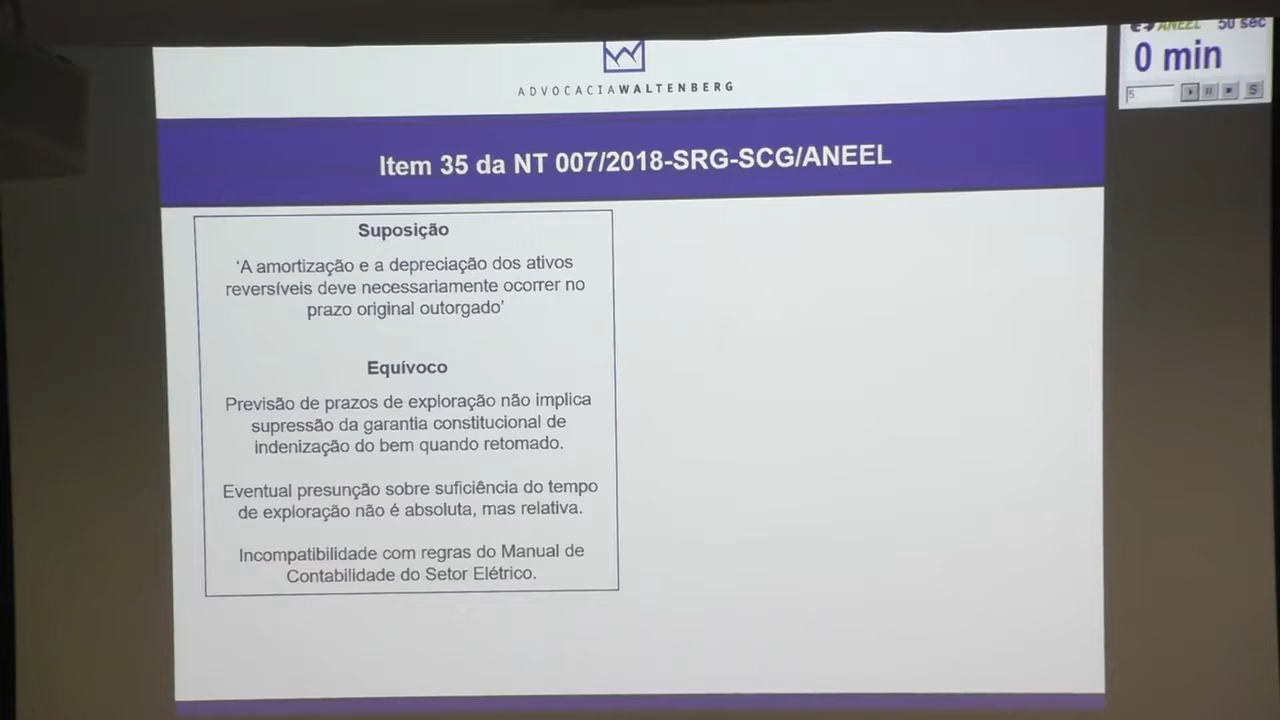 ANEEL 50 sec
0 min
5
S
ADVOCACIAWALTENBERG
Item 35 da NT 007/2018-SRG-SCG/ANEEL
Suposição
‘A amortização e a depreciação dos ativos
reversíveis deve necessariamente ocorrer no
prazo original outorgado’
Equívoco
Previsão de prazos de exploração não implica
supressão da garantia constitucional de
indenização do bem quando retomado.
Eventual presunção sobre suficiência do tempo
de exploração não é absoluta, mas relativa.
Incompatibilidade com regras do Manual de
Contabilidade do Setor Elétrico.